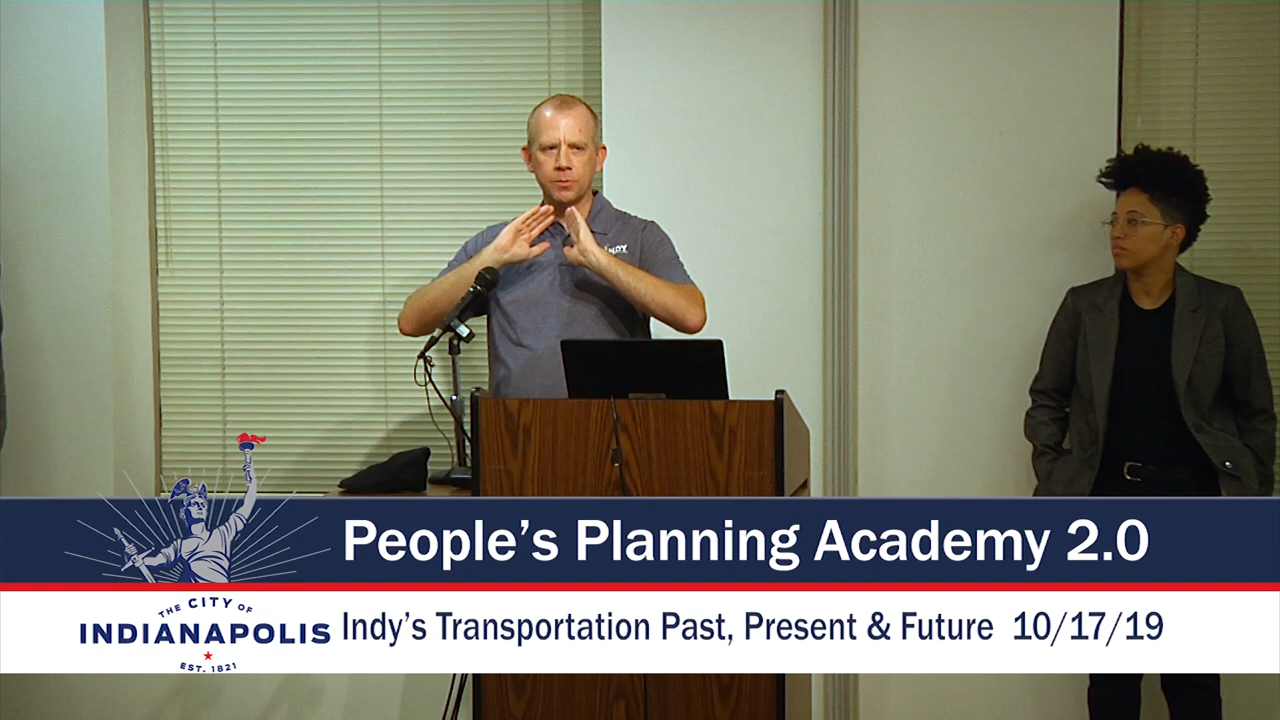 NDY
People's Planning Academy 2.0
THE CITY OF
INDIANAPOLIS
EST. 1821
Indy's Transportation Past, Present & Future 10/17/19